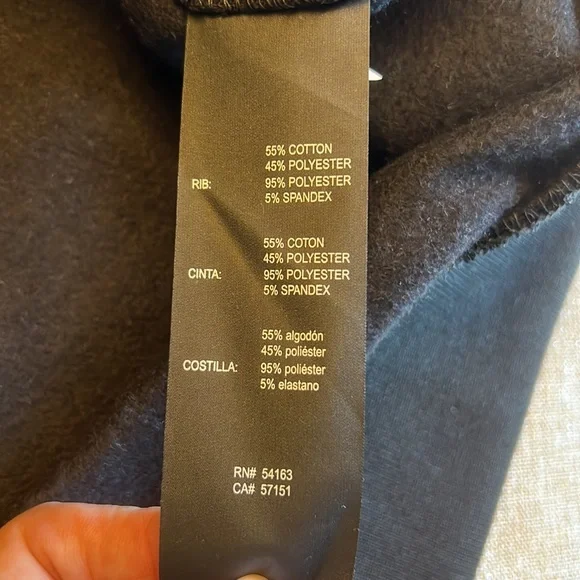 55% COTTON
45% POLYESTER
RIB: 95% POLYESTER
5% SPANDEX
55% COTON
45% POLYESTER
CINTA: 95% POLYESTER
5% SPANDEX
55% algodón
45% poliéster
COSTILLA: 95% poliéster
5% elastano
RN# 54163
CA# 57151